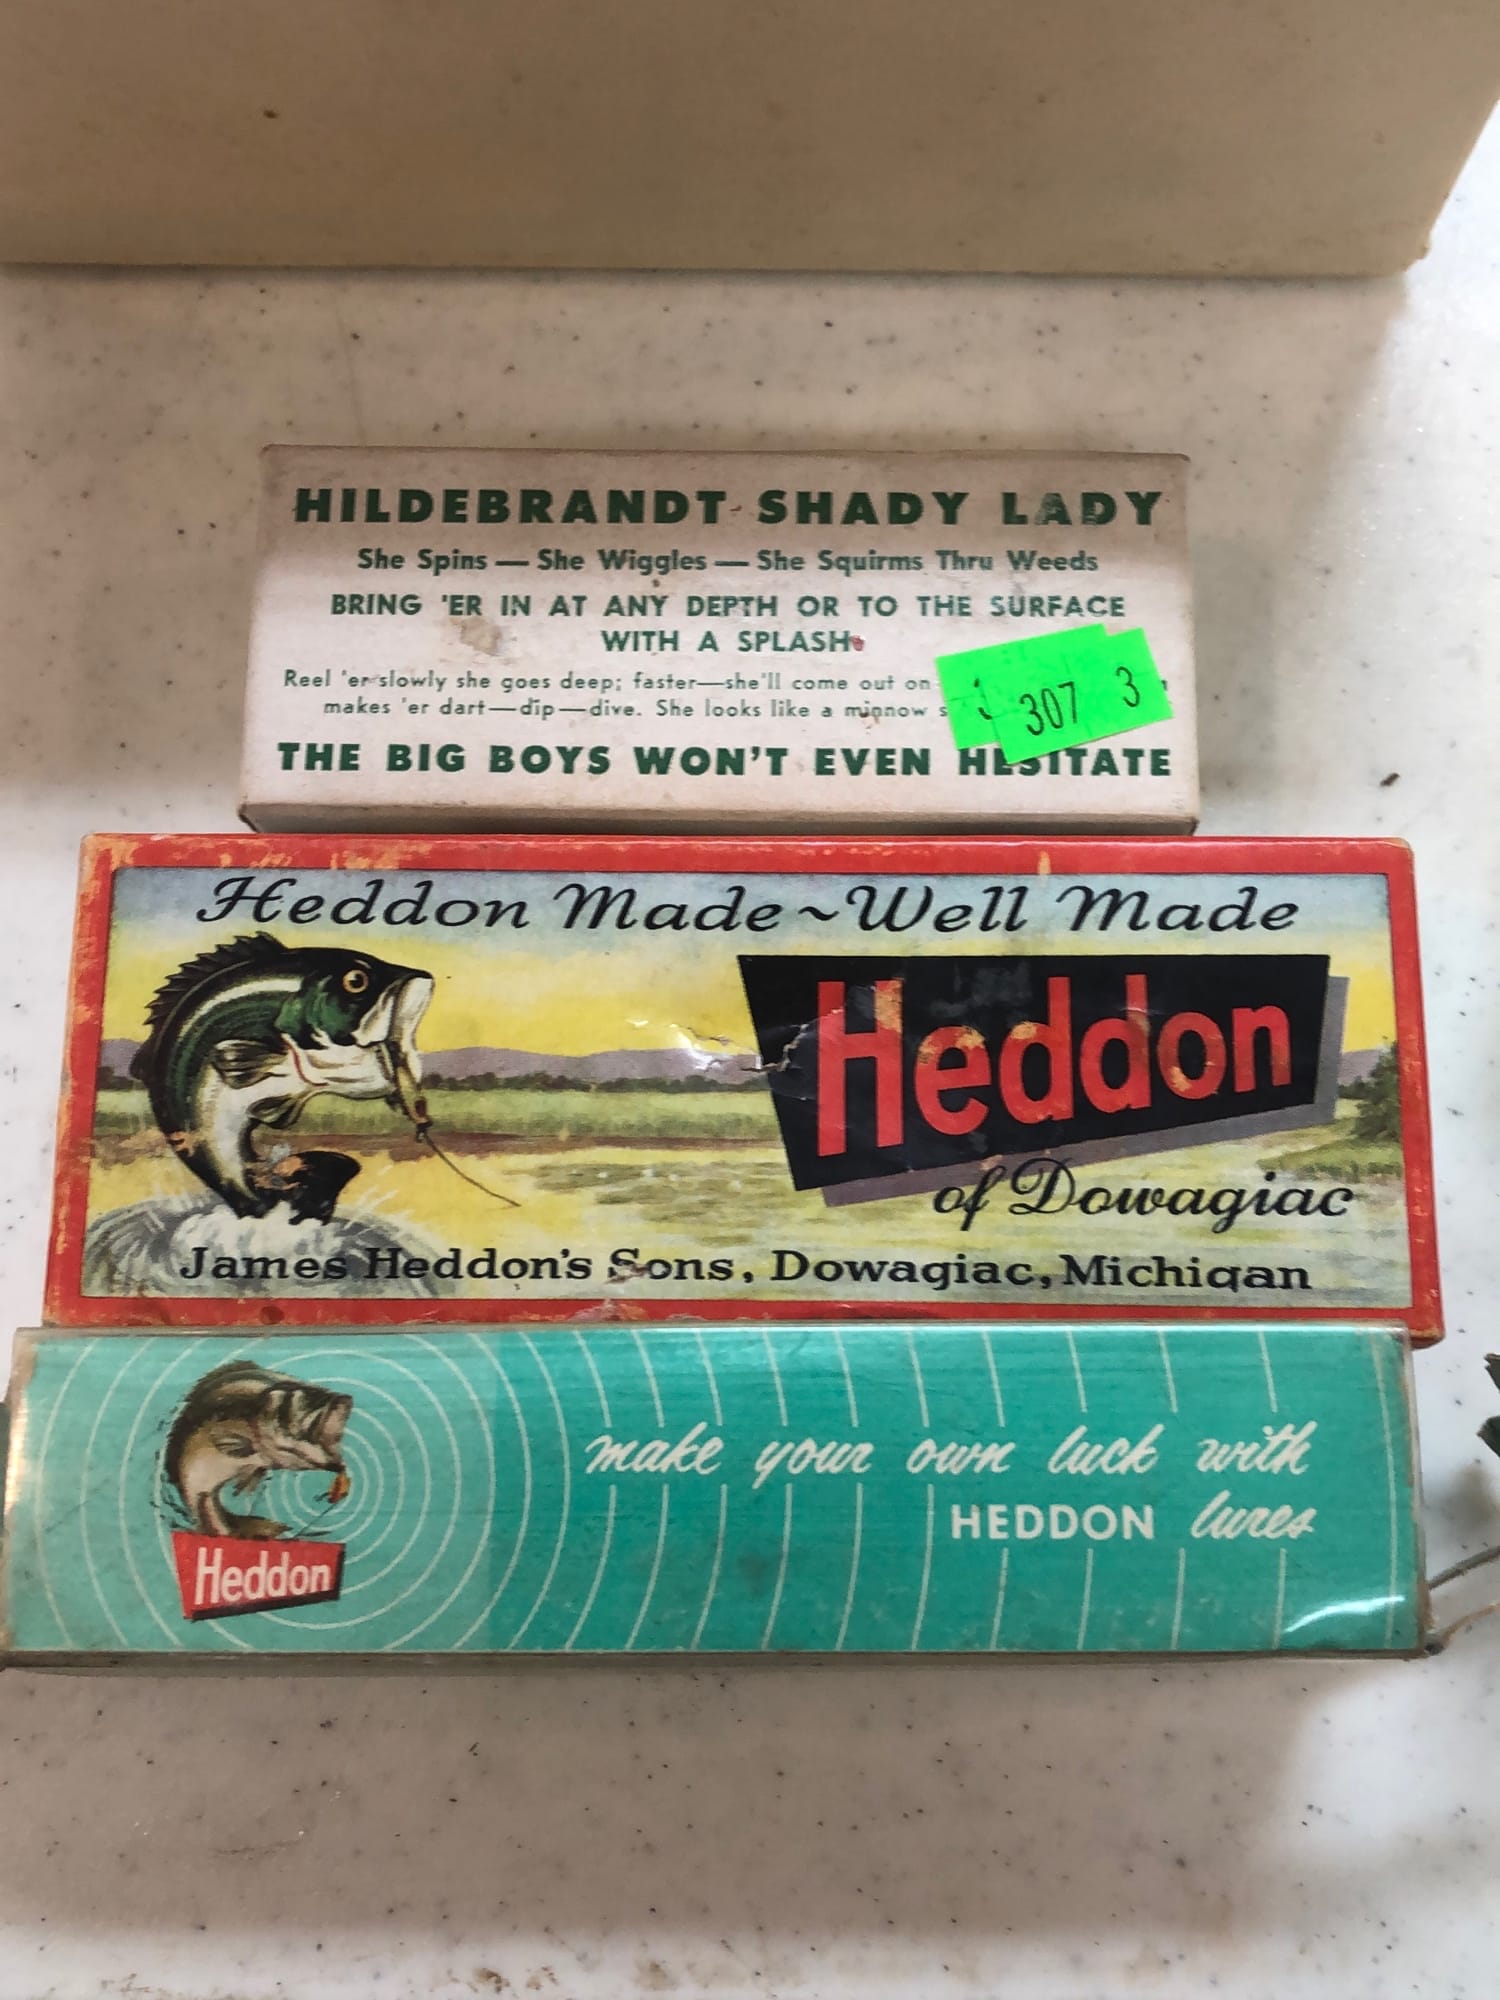 HILDEBRANDT SHADY LADY
She Spins — She Wiggles — She Squirms Thru Weeds
BRING 'ER IN AT ANY DEPTH OR TO THE SURFACE
WITH A SPLASH
Reel 'er slowly she goes deep; faster—she'll come out on
makes 'er dart—dip—dive. She looks like a minnow
307 3
THE BIG BOYS WON'T EVEN HESITATE
Heddon Made ~ Well Made
Heddon
of Dowagiac
James Heddon's Sons, Dowagiac, Michigan
make your own luck with
HEDDON lures
Heddon